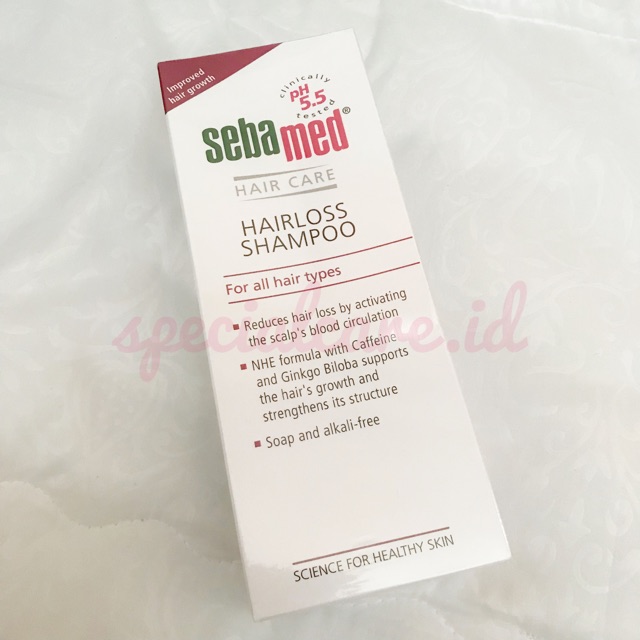 Improved
hair growth
clinically
pH
5.5
tested
sebamed®
HAIR CARE
HAIRLOSS
SHAMPOO
For all hair types
▪ Reduces hair loss by activating
the scalp's blood circulation
▪ NHE formula with Caffeine
and Ginkgo Biloba supports
the hair's growth and
strengthens its structure
▪ Soap and alkali-free
SCIENCE FOR HEALTHY SKIN
specialcare.id